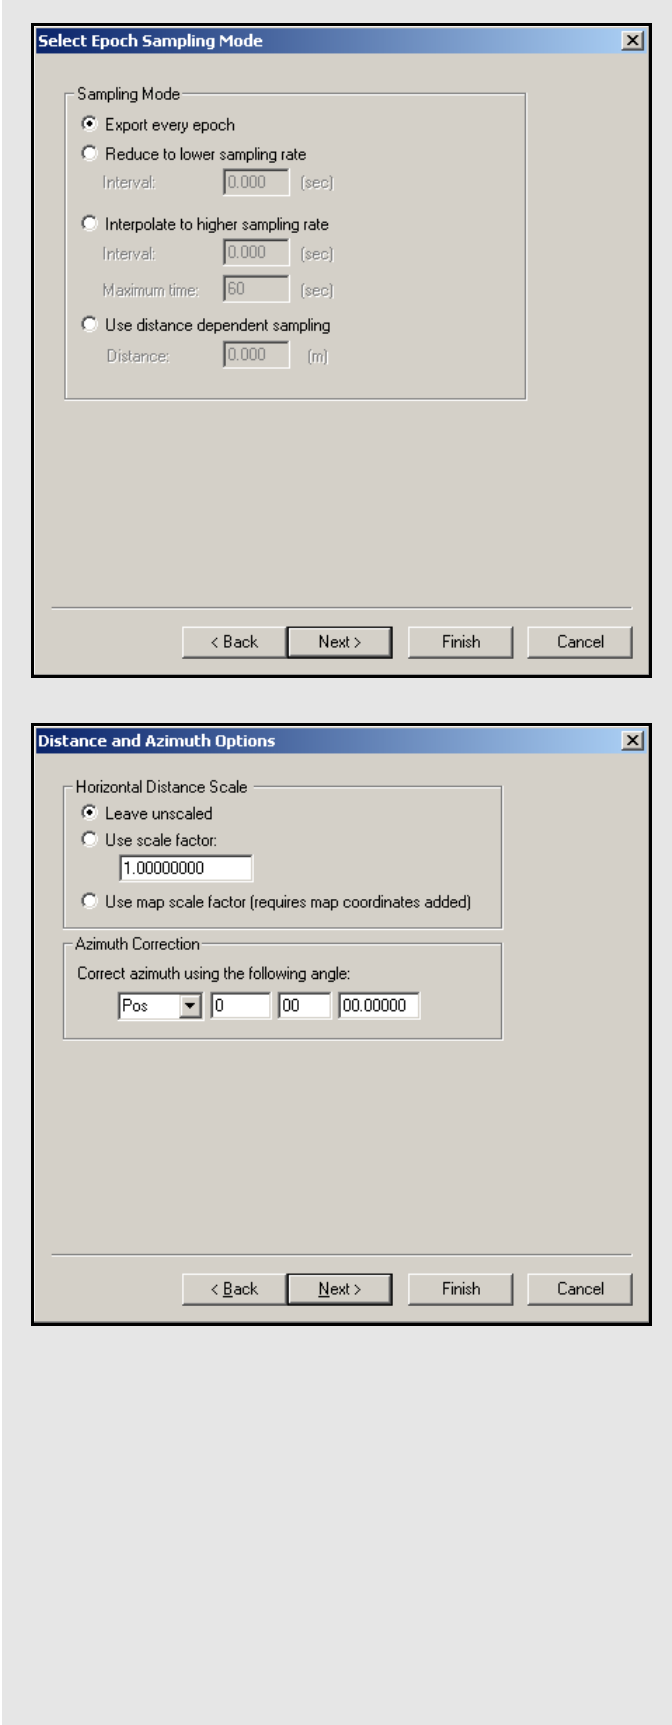 Select Epoch Sampling Mode
Sampling Mode
Export every epoch
Reduce to lower sampling rate
Interval: 0.000 (sec)
Interpolate to higher sampling rate
Interval: 0.000 (sec)
Maximum time: 60 (sec)
Use distance dependent sampling
Distance: 0.000 (m)
< Back Next > Finish Cancel
Distance and Azimuth Options
Horizontal Distance Scale
Leave unscaled
Use scale factor:
1.00000000
Use map scale factor (requires map coordinates added)
Azimuth Correction
Correct azimuth using the following angle:
Pos 0 00 00.00000
< Back Next > Finish Cancel